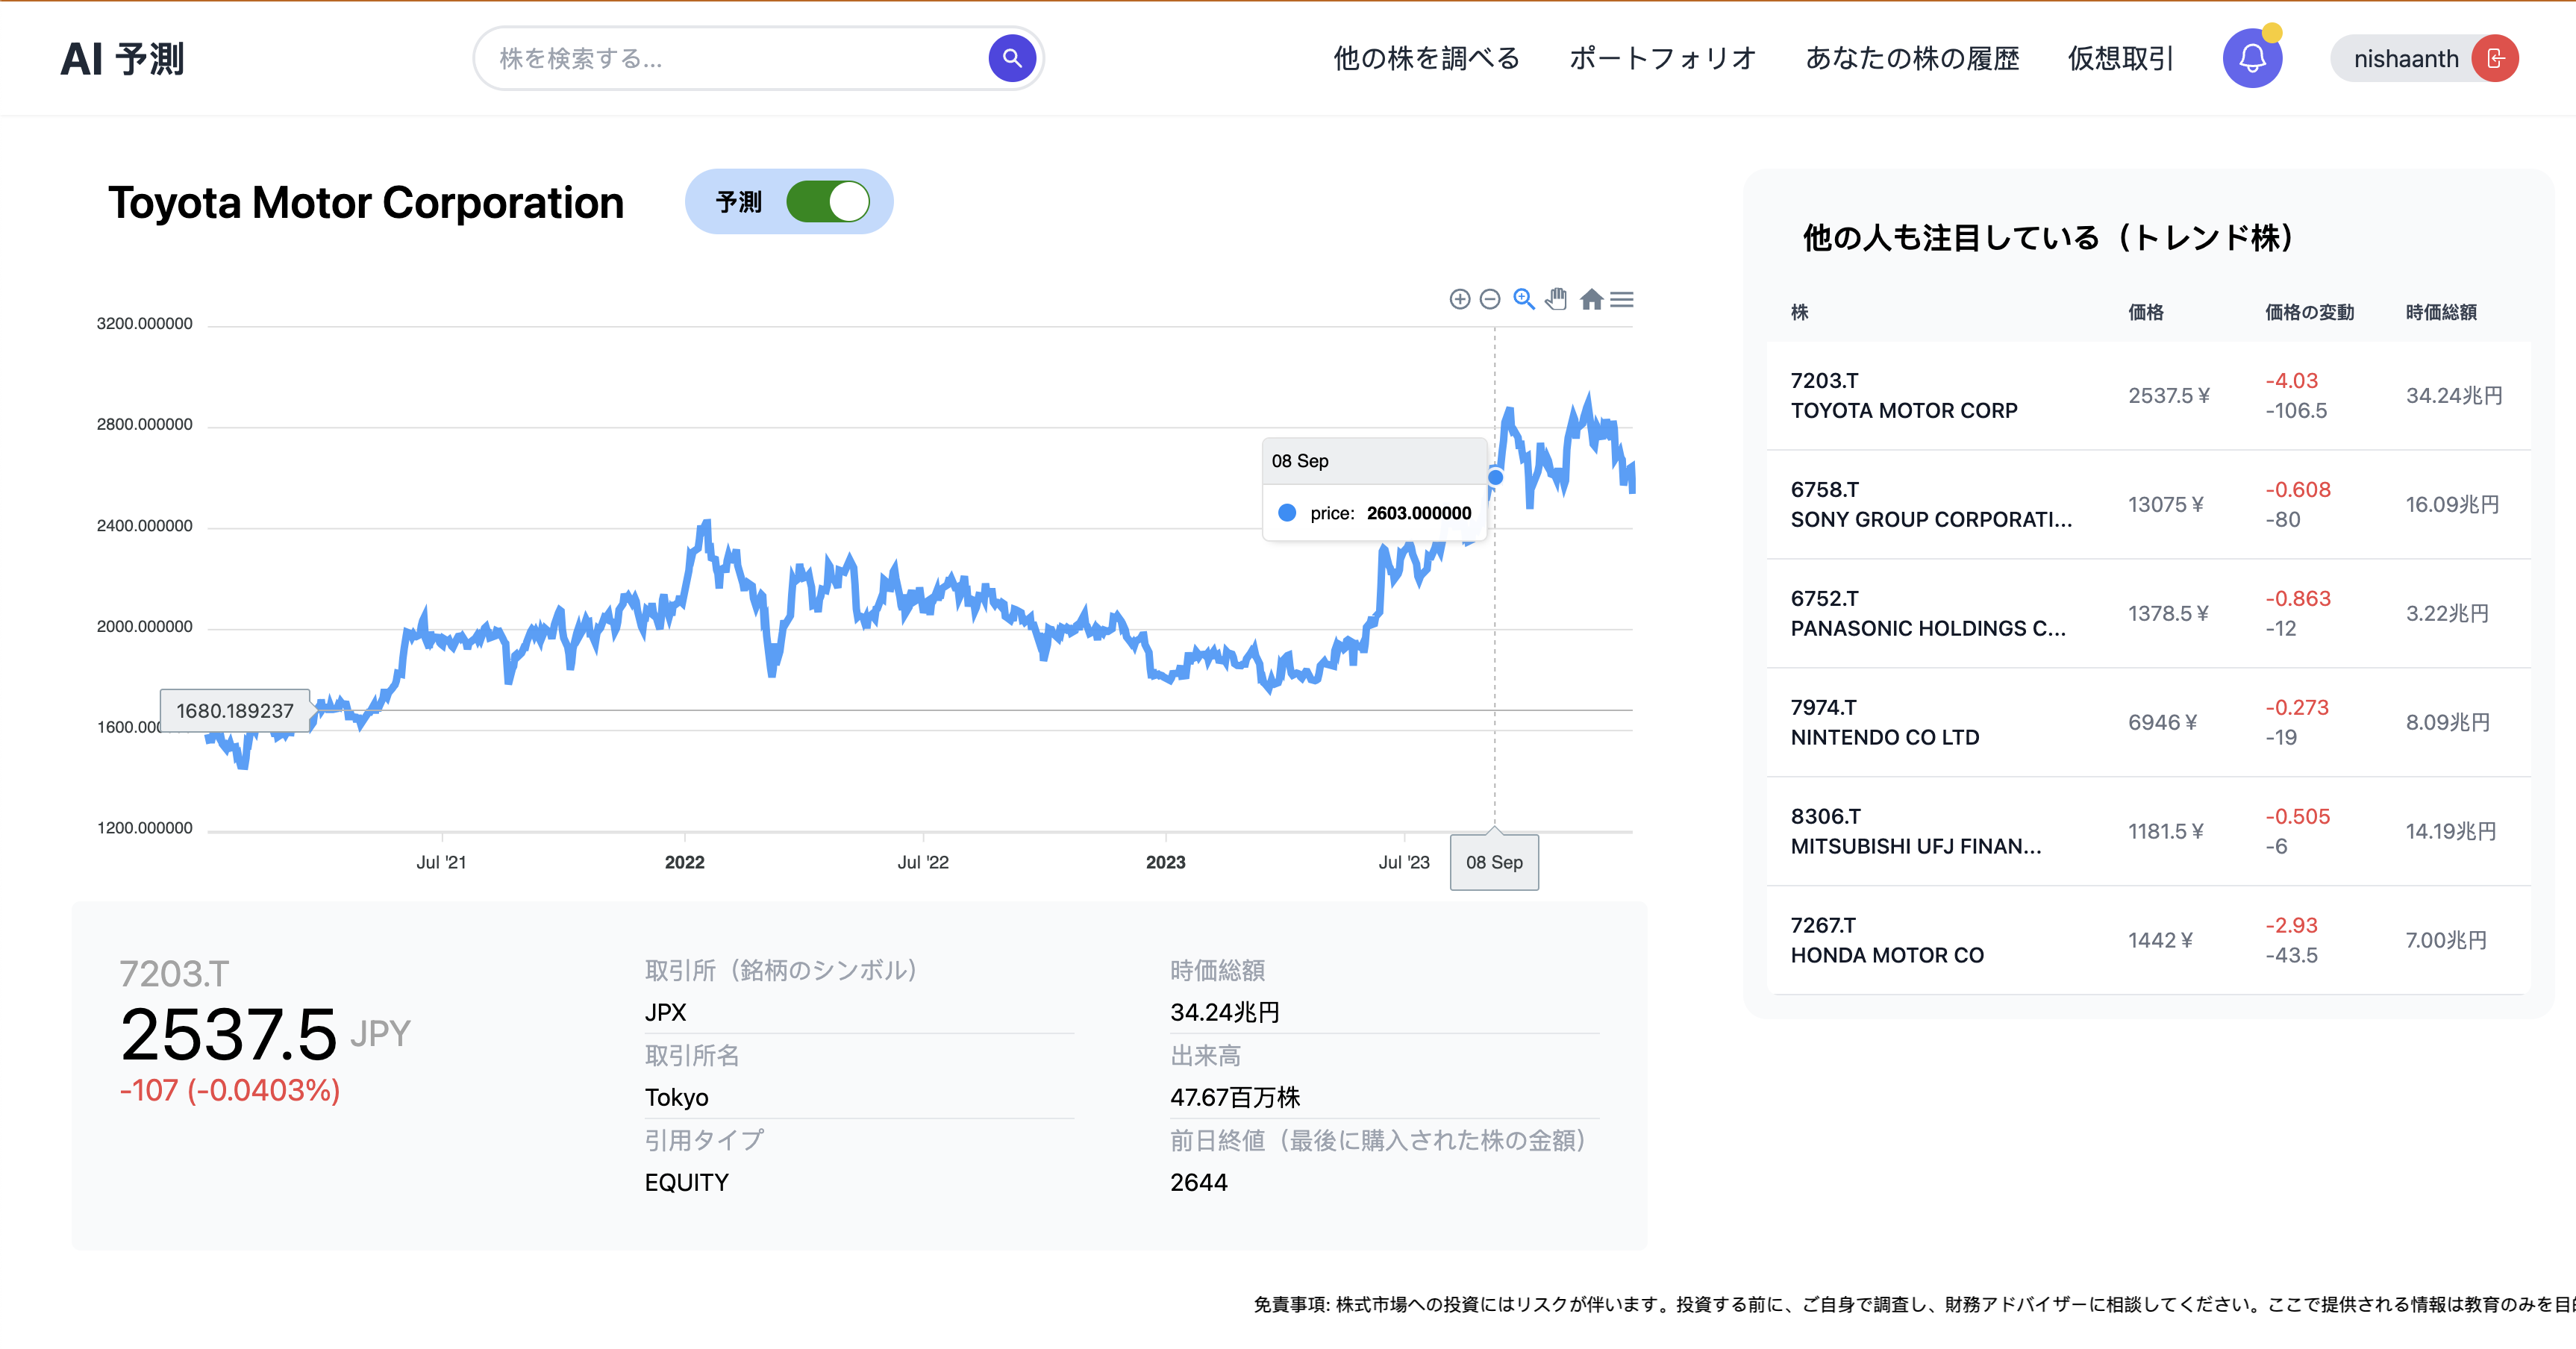 AI 予測
株を検索する...
他の株を調べる
ポートフォリオ
あなたの株の履歴
仮想取引
nishaanth
Toyota Motor Corporation
予測
3200.000000
2800.000000
2400.000000
2000.000000
1600.00
1200.000000
1680.189237
08 Sep
price: 2603.000000
Jul '21
2022
Jul '22
2023
Jul '23
08 Sep
7203.T
2537.5 JPY
-107 (-0.0403%)
取引所（銘柄のシンボル）
JPX
取引所名
Tokyo
引用タイプ
EQUITY
時価総額
34.24兆円
出来高
47.67百万株
前日終値（最後に購入された株の金額）
2644
他の人も注目している（トレンド株）
株 価格 価格の変動 時価総額
7203.T
TOYOTA MOTOR CORP
2537.5 ¥
-4.03
-106.5
34.24兆円
6758.T
SONY GROUP CORPORATI...
13075 ¥
-0.608
-80
16.09兆円
6752.T
PANASONIC HOLDINGS C...
1378.5 ¥
-0.863
-12
3.22兆円
7974.T
NINTENDO CO LTD
6946 ¥
-0.273
-19
8.09兆円
8306.T
MITSUBISHI UFJ FINAN...
1181.5 ¥
-0.505
-6
14.19兆円
7267.T
HONDA MOTOR CO
1442 ¥
-2.93
-43.5
7.00兆円
免責事項: 株式市場への投資にはリスクが伴います。投資する前に、ご自身で調査し、財務アドバイザーに相談してください。ここで提供される情報は教育のみを目